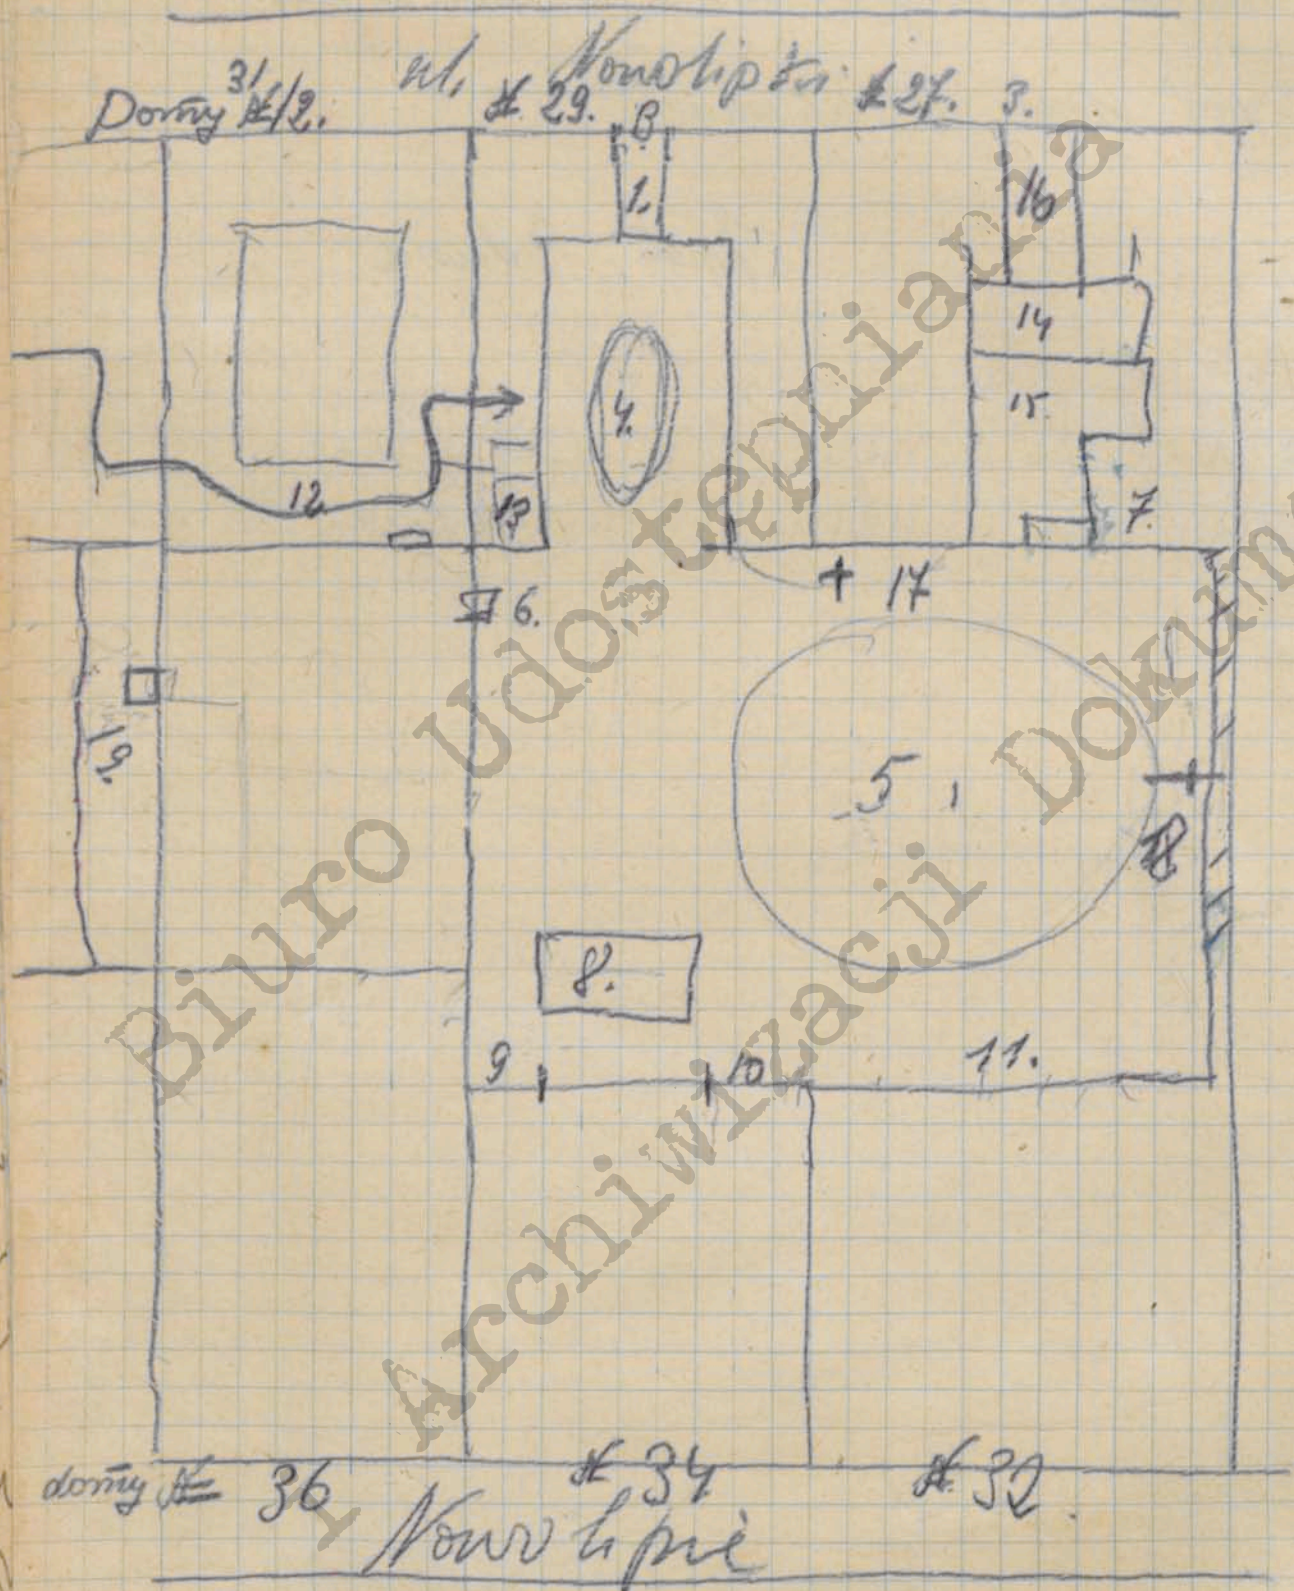 ul. Nowolipki
Domy № 31/2. № 29. № 27. 3.
B
1.
16
14
4.
15.
12
13
7.
6.
+ 17
19.
5
18
8.
9 10 11.
domy № 36 № 34 № 32.
Nowolipie
Biuro Udostępniania
i Archiwizacji Dokum